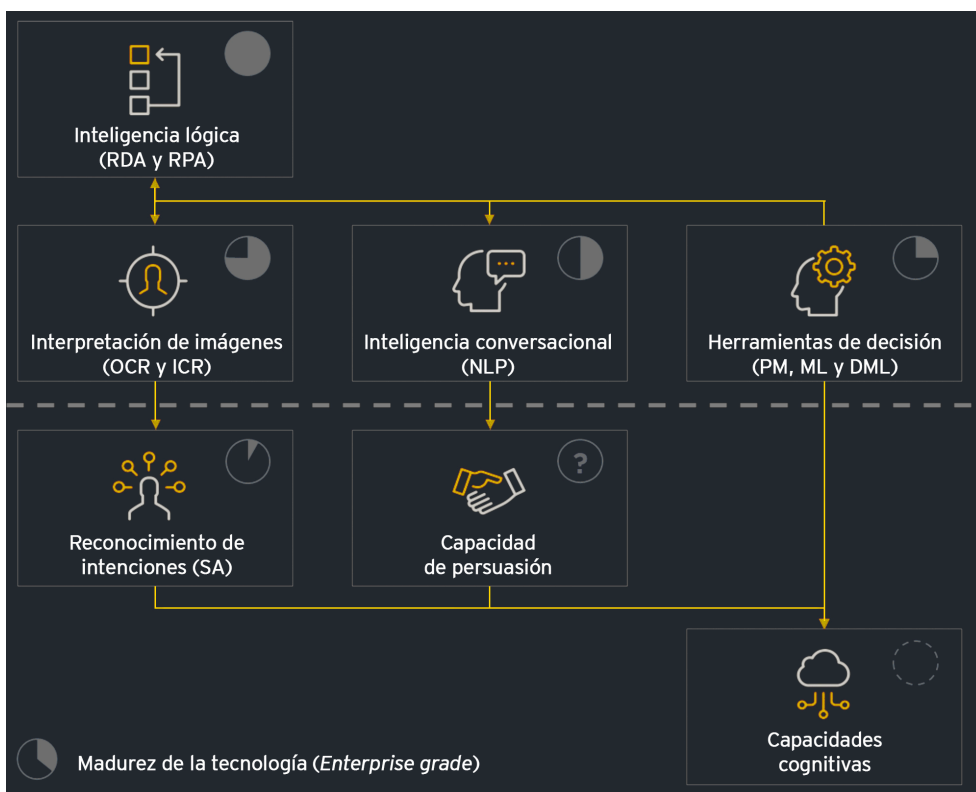 Inteligencia lógica
(RDA y RPA)
Interpretación de imágenes
(OCR y ICR)
Inteligencia conversacional
(NLP)
Herramientas de decisión
(PM, ML y DML)
Reconocimiento de
intenciones (SA)
?
Capacidad
de persuasión
Capacidades
cognitivas
Madurez de la tecnología (Enterprise grade)